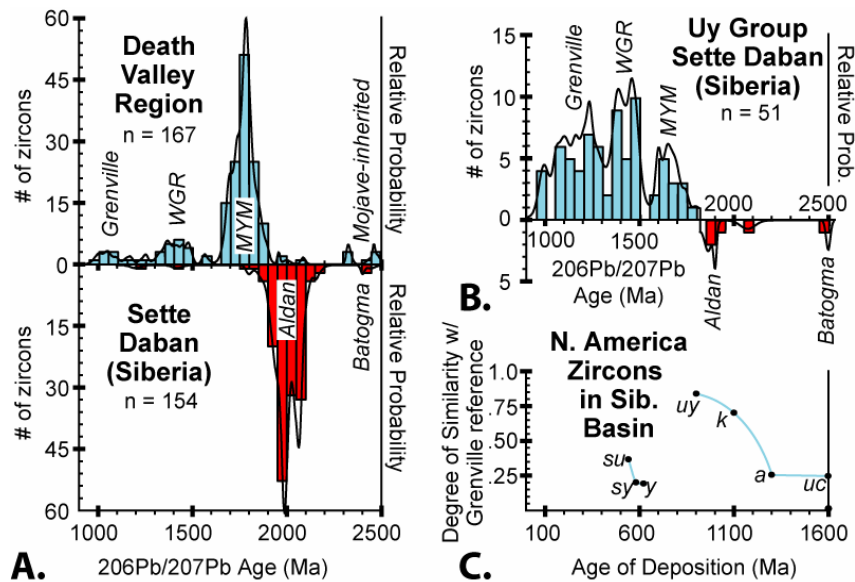 60
45
30
15
0
15
30
45
60
# of zircons
# of zircons
Death
Valley
Region
n = 167
Grenville
WGR
MYM
Mojave-inherited
Relative Probability
Sette
Daban
(Siberia)
n = 154
Aldan
Batogma
Relative Probability
1000
1500
2000
2500
A.
206Pb/207Pb Age (Ma)
15
10
5
0
5
# of zircons
Grenville
WGR
MYM
Uy Group
Sette Daban
(Siberia)
n = 51
Relative Prob.
2000
2500
1000
1500
206Pb/207Pb
Age (Ma)
B.
Aldan
Batogma
Degree of Similarity w/
Grenville reference
1.00
.75
.50
.25
N. America
Zircons
in Sib.
Basin
uy
k
su
sy
y
a
uc
100
600
1100
1600
C.
Age of Deposition (Ma)